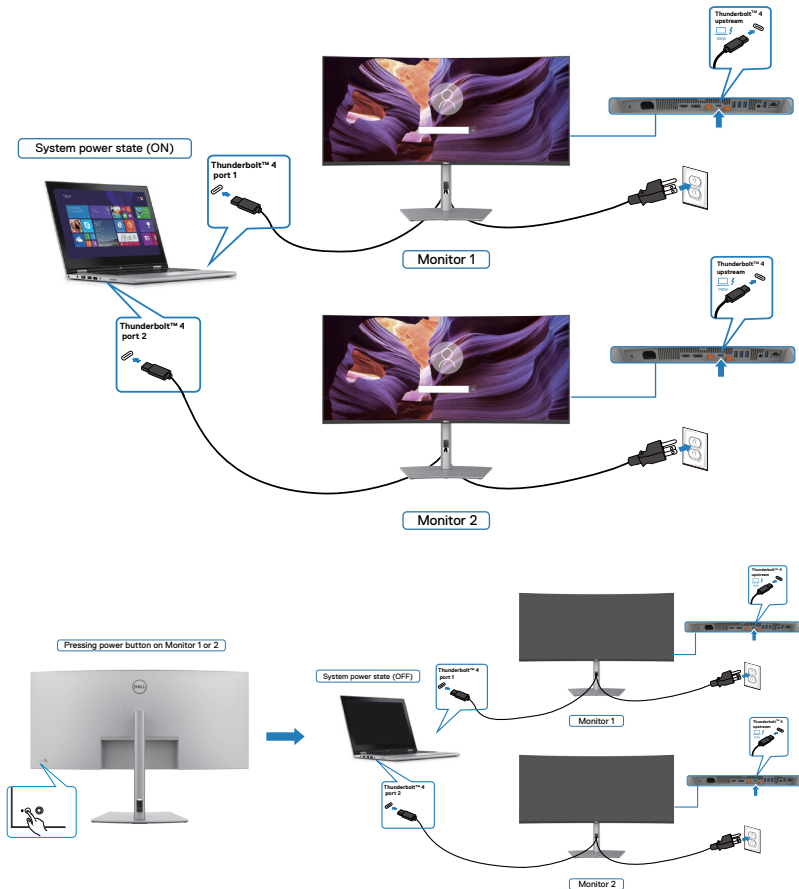 Thunderbolt™ 4
upstream
System power state (ON)
Thunderbolt™ 4
port 1
Monitor 1
Thunderbolt™ 4
upstream
Thunderbolt™ 4
port 2
Monitor 2
Thunderbolt™ 4
upstream
Pressing power button on Monitor 1 or 2
DELL
System power state (OFF)
Thunderbolt™ 4
port 1
Monitor 1
Thunderbolt™ 4
upstream
Thunderbolt™ 4
port 2
Monitor 2